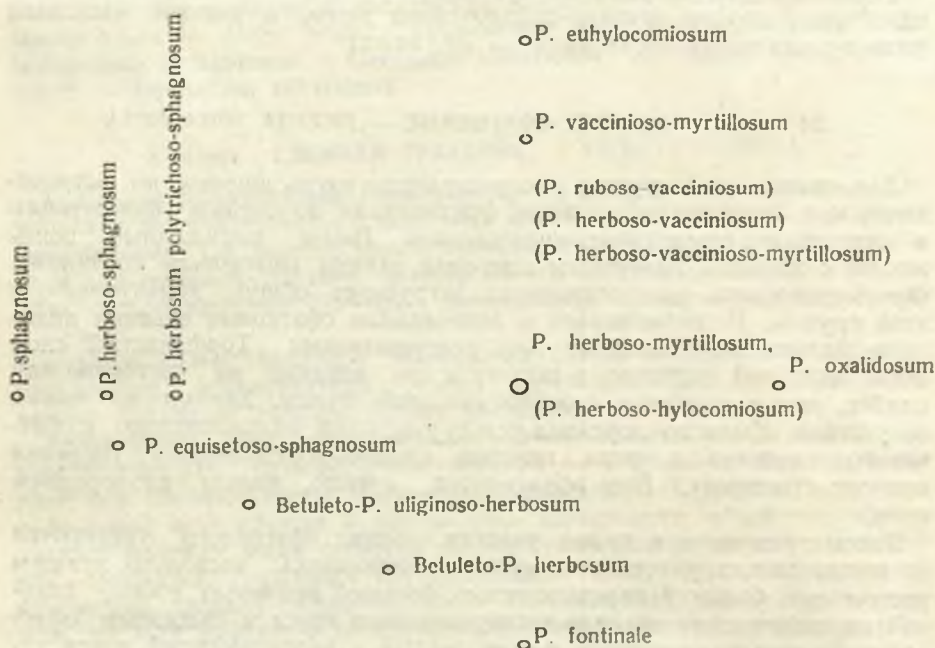 P. euhylocomiosum
P. vaccinioso-myrtillosum
(P. ruboso-vacciniosum)
(P. herboso-vacciniosum)
(P. herboso-vaccinioso-myrtillosum)
P. sphagnosum
P. herboso-sphagnosum
P. herbosum polytrichoso-sphagnosum
P. herboso-myrtillosum,
P. oxalidosum
(P. herboso-hylocomiosum)
P. equisetoso-sphagnosum
Betuleto-P. uliginoso-herbosum
Betuleto-P. herbosum
P. fontinale